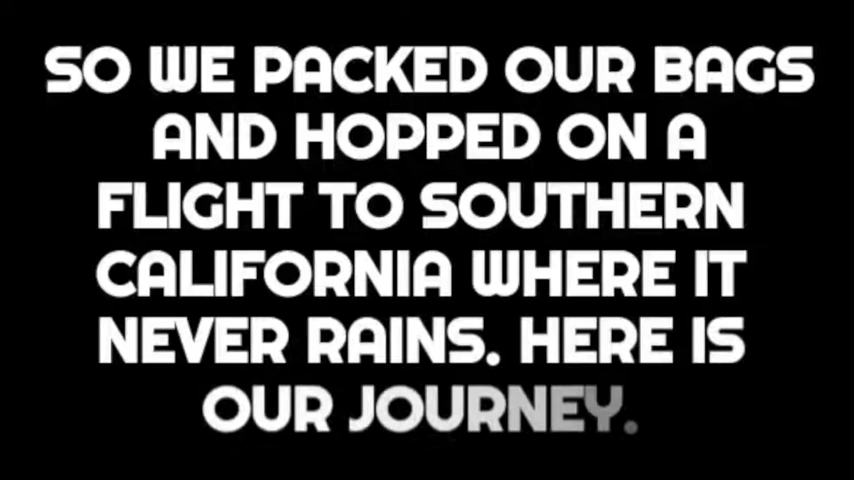 SO WE PACKED OUR BAGS
AND HOPPED ON A
FLIGHT TO SOUTHERN
CALIFORNIA WHERE IT
NEVER RAINS. HERE IS
OUR JOURNEY.